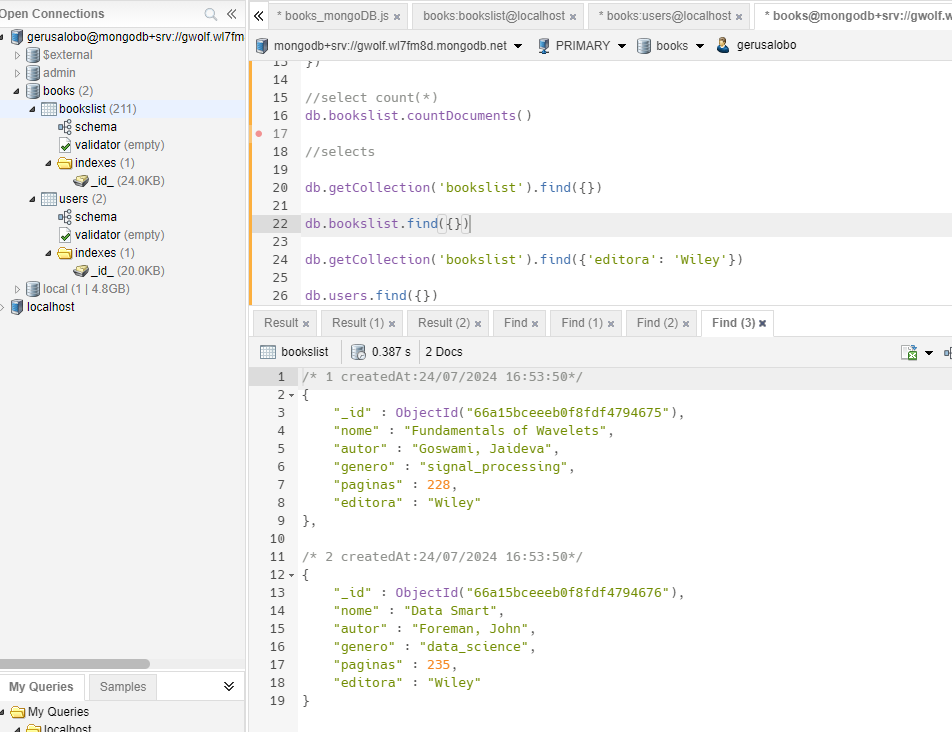 Open Connections
gerusalobo@mongodb+srv://gwolf.wl7fm
$external
admin
books (2)
bookslist (211)
schema
validator (empty)
indexes (1)
_id_ (24.0KB)
users (2)
schema
validator (empty)
indexes (1)
_id_ (20.0KB)
local (1 | 4.8GB)
localhost
My Queries Samples
My Queries
localhost
* books_mongoDB.js × books:bookslist@localhost × * books:users@localhost × * books@mongodb+srv://gwolf.w
mongodb+srv://gwolf.wl7fm8d.mongodb.net PRIMARY books gerusalobo
13 })
14
15 //select count(*)
16 db.bookslist.countDocuments()
17
18 //selects
19
20 db.getCollection('bookslist').find({})
21
22 db.bookslist.find({})
23
24 db.getCollection('bookslist').find({'editora': 'Wiley'})
25
26 db.users.find({})
Result × Result (1) × Result (2) × Find × Find (1) × Find (2) × Find (3) ×
bookslist 0.387 s 2 Docs
1 /* 1 createdAt:24/07/2024 16:53:50*/
2 {
3 "_id" : ObjectId("66a15bceeeb0f8fdf4794675"),
4 "nome" : "Fundamentals of Wavelets",
5 "autor" : "Goswami, Jaideva",
6 "genero" : "signal_processing",
7 "paginas" : 228,
8 "editora" : "Wiley"
9 },
10
11 /* 2 createdAt:24/07/2024 16:53:50*/
12 {
13 "_id" : ObjectId("66a15bceeeb0f8fdf4794676"),
14 "nome" : "Data Smart",
15 "autor" : "Foreman, John",
16 "genero" : "data_science",
17 "paginas" : 235,
18 "editora" : "Wiley"
19 }